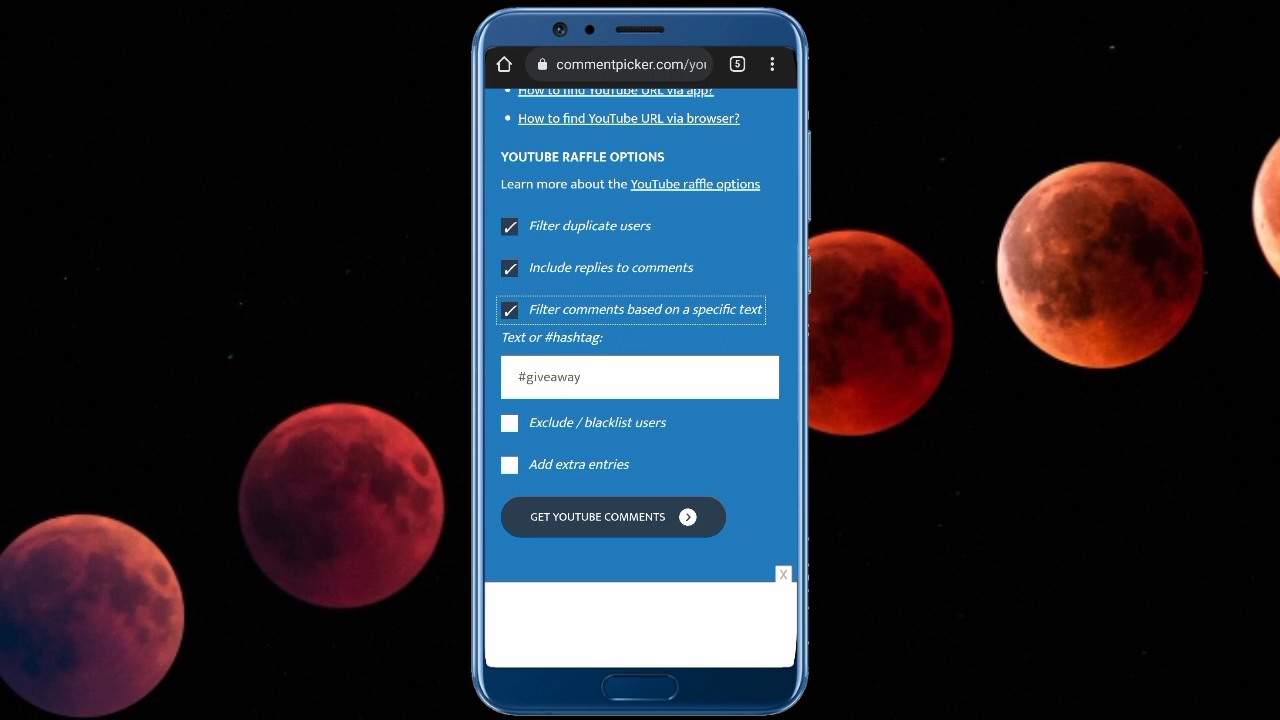 commentpicker.com/you
5
How to find YouTube URL via app?
How to find YouTube URL via browser?
YOUTUBE RAFFLE OPTIONS
Learn more about the YouTube raffle options
Filter duplicate users
Include replies to comments
Filter comments based on a specific text
Text or #hashtag:
#giveaway
Exclude / blacklist users
Add extra entries
GET YOUTUBE COMMENTS
X